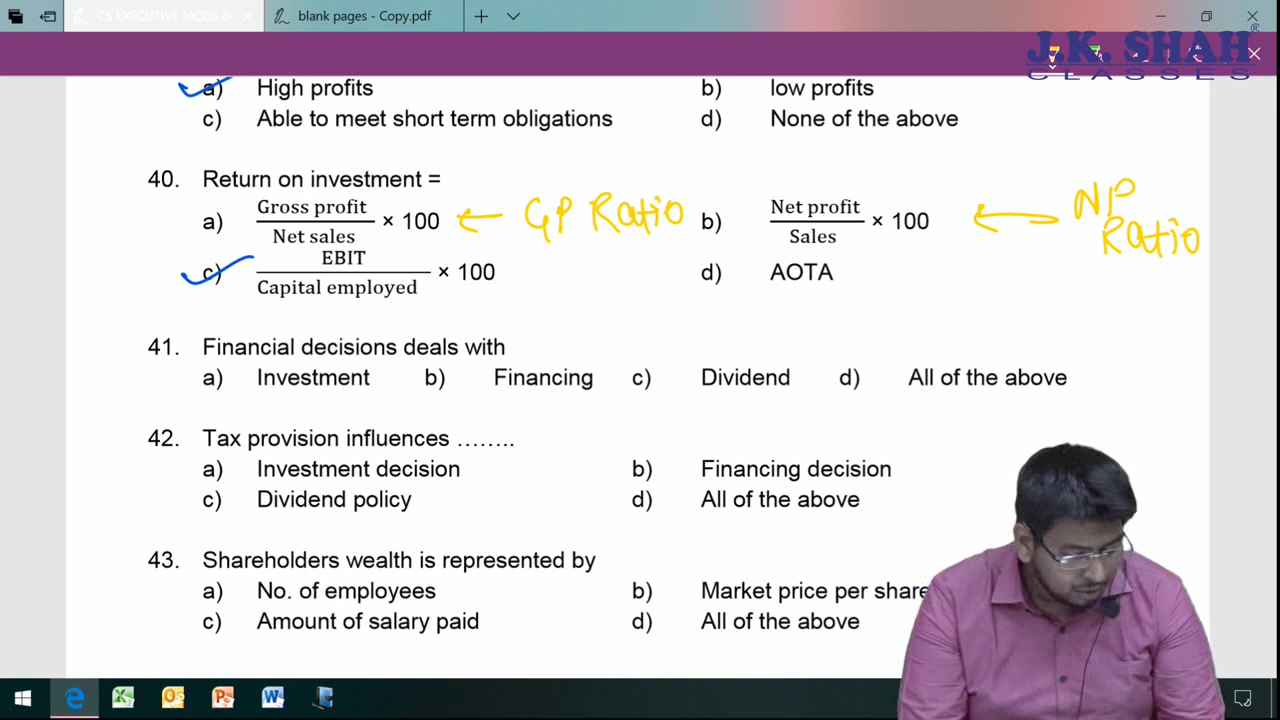 CS EXECUTIVE MCQS
blank pages - Copy.pdf
J.K. SHAH®
CLASSES
a) High profits b) low profits
c) Able to meet short term obligations d) None of the above
40. Return on investment =
a) Gross profit / Net sales × 100 ← GP Ratio b) Net profit / Sales × 100 ← NP Ratio
c) EBIT / Capital employed × 100 d) AOTA
41. Financial decisions deals with
a) Investment b) Financing c) Dividend d) All of the above
42. Tax provision influences ........
a) Investment decision b) Financing decision
c) Dividend policy d) All of the above
43. Shareholders wealth is represented by
a) No. of employees b) Market price per share
c) Amount of salary paid d) All of the above